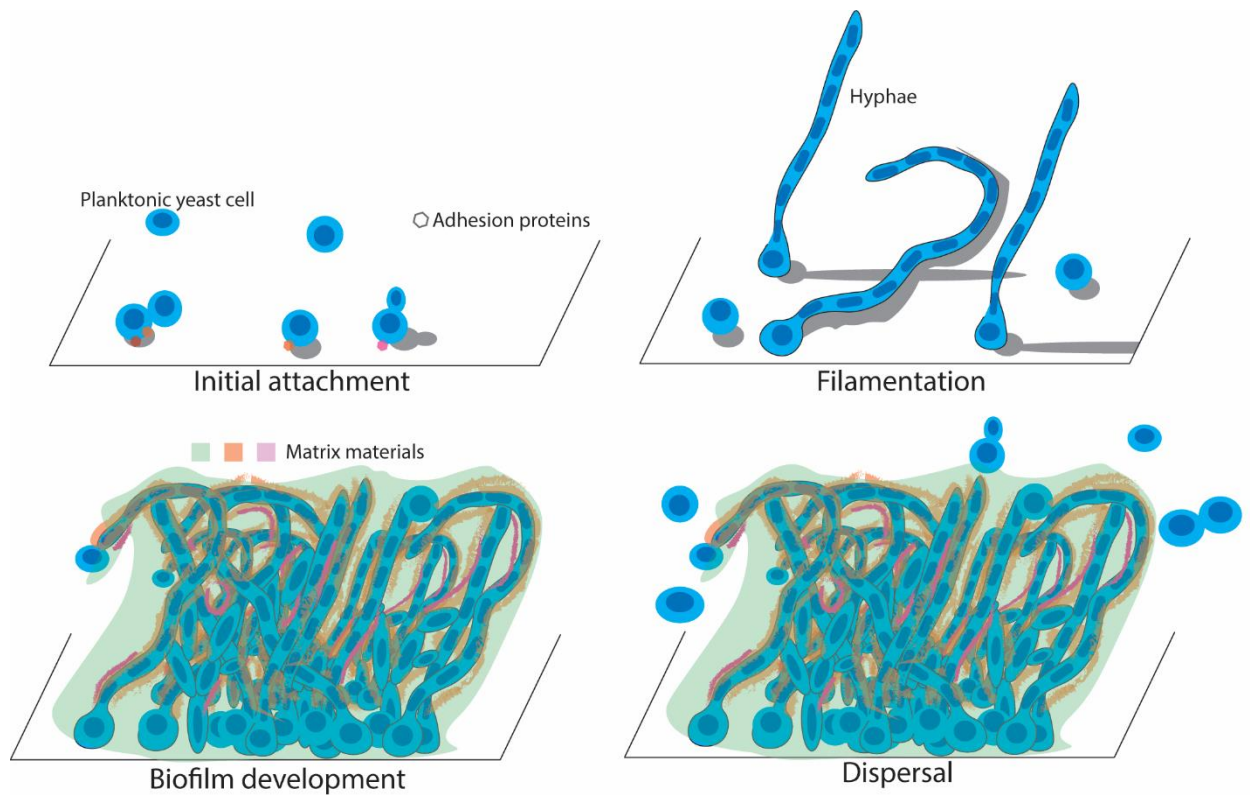 Hyphae
Planktonic yeast cell
Adhesion proteins
Initial attachment
Filamentation
Matrix materials
Biofilm development
Dispersal